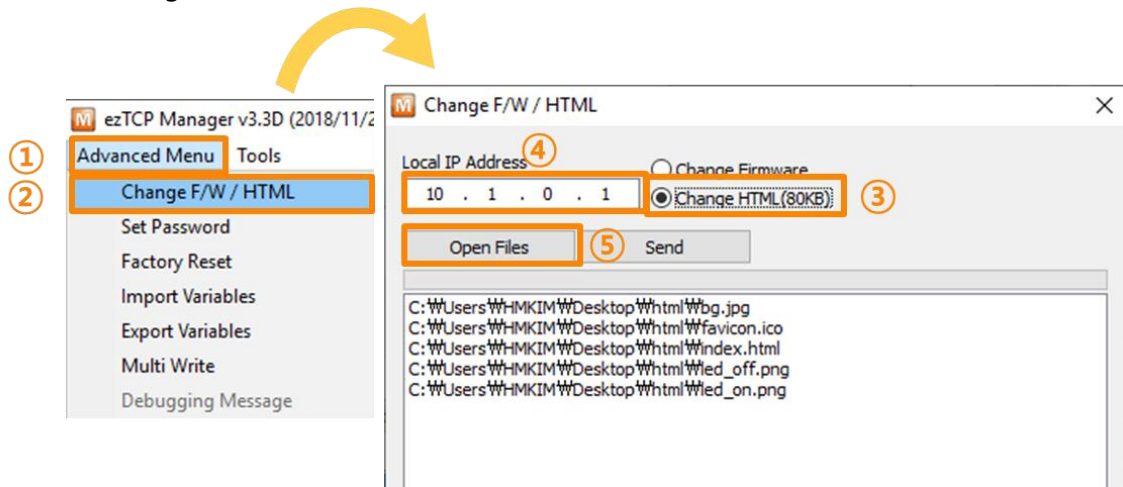 ezTCP Manager v3.3D (2018/11/2
① Advanced Menu Tools
② Change F/W / HTML
Set Password
Factory Reset
Import Variables
Export Variables
Multi Write
Debugging Message
Change F/W / HTML
Local IP Address ④
Change Firmware
10 . 1 . 0 . 1
Change HTML(80KB) ③
Open Files ⑤ Send
C:₩Users₩HMKIM₩Desktop₩html₩bg.jpg
C:₩Users₩HMKIM₩Desktop₩html₩favicon.ico
C:₩Users₩HMKIM₩Desktop₩html₩index.html
C:₩Users₩HMKIM₩Desktop₩html₩led_off.png
C:₩Users₩HMKIM₩Desktop₩html₩led_on.png